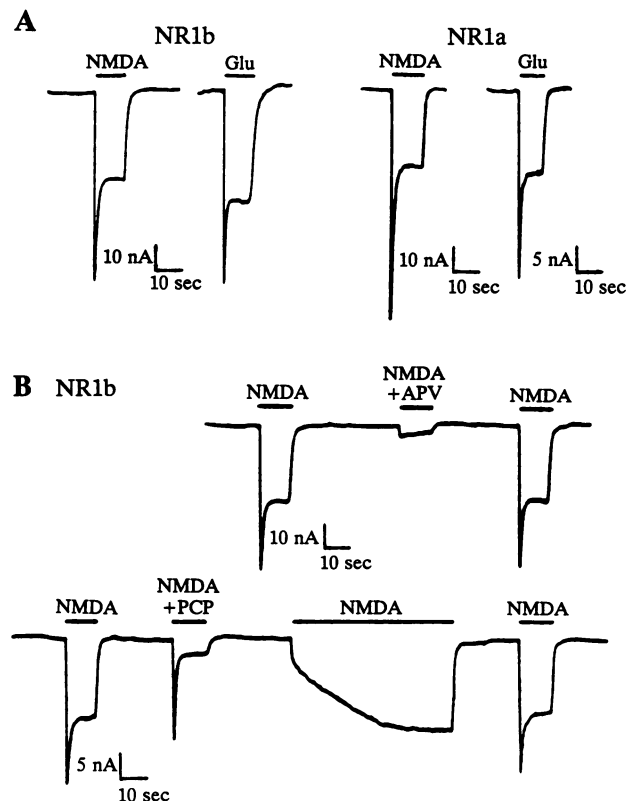 A
NR1b NR1a
NMDA Glu NMDA Glu
10 nA 10 nA 5 nA
10 sec 10 sec 10 sec
B NR1b
NMDA NMDA +APV NMDA
10 nA
10 sec
NMDA NMDA +PCP NMDA NMDA
5 nA
10 sec